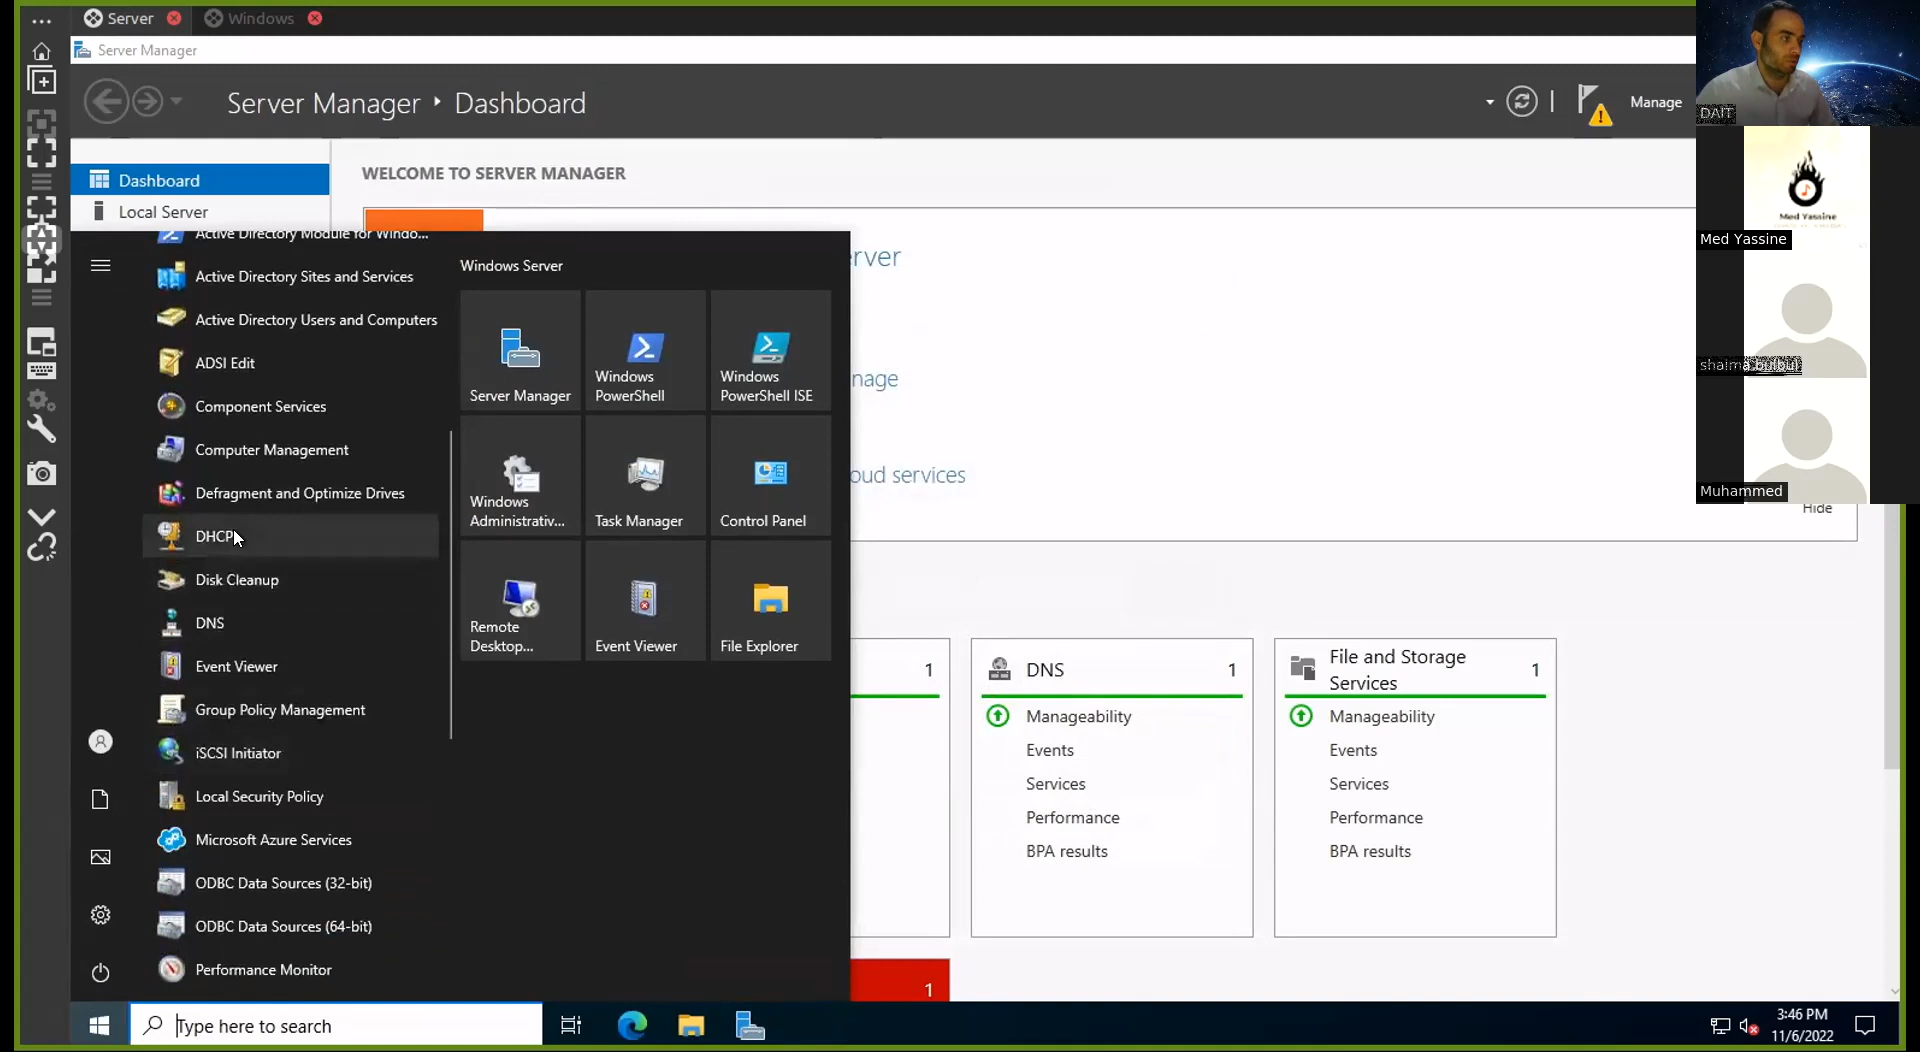 Server
Windows
Server Manager
Server Manager
Dashboard
Manage
DAIT
Med Yassine
Med Yassine
shaima bulbul
Muhammed
Dashboard
Local Server
WELCOME TO SERVER MANAGER
rver
nage
oud services
Hide
Active Directory Module for Windo...
Active Directory Sites and Services
Active Directory Users and Computers
ADSI Edit
Component Services
Computer Management
Defragment and Optimize Drives
DHCP
Disk Cleanup
DNS
Event Viewer
Group Policy Management
iSCSI Initiator
Local Security Policy
Microsoft Azure Services
ODBC Data Sources (32-bit)
ODBC Data Sources (64-bit)
Performance Monitor
Windows Server
Server Manager
Windows
PowerShell
Windows
PowerShell ISE
Windows
Administrativ...
Task Manager
Control Panel
Remote
Desktop...
Event Viewer
File Explorer
1
DNS 1
Manageability
Events
Services
Performance
BPA results
File and Storage
Services 1
Manageability
Events
Services
Performance
BPA results
1
Type here to search
3:46 PM
11/6/2022